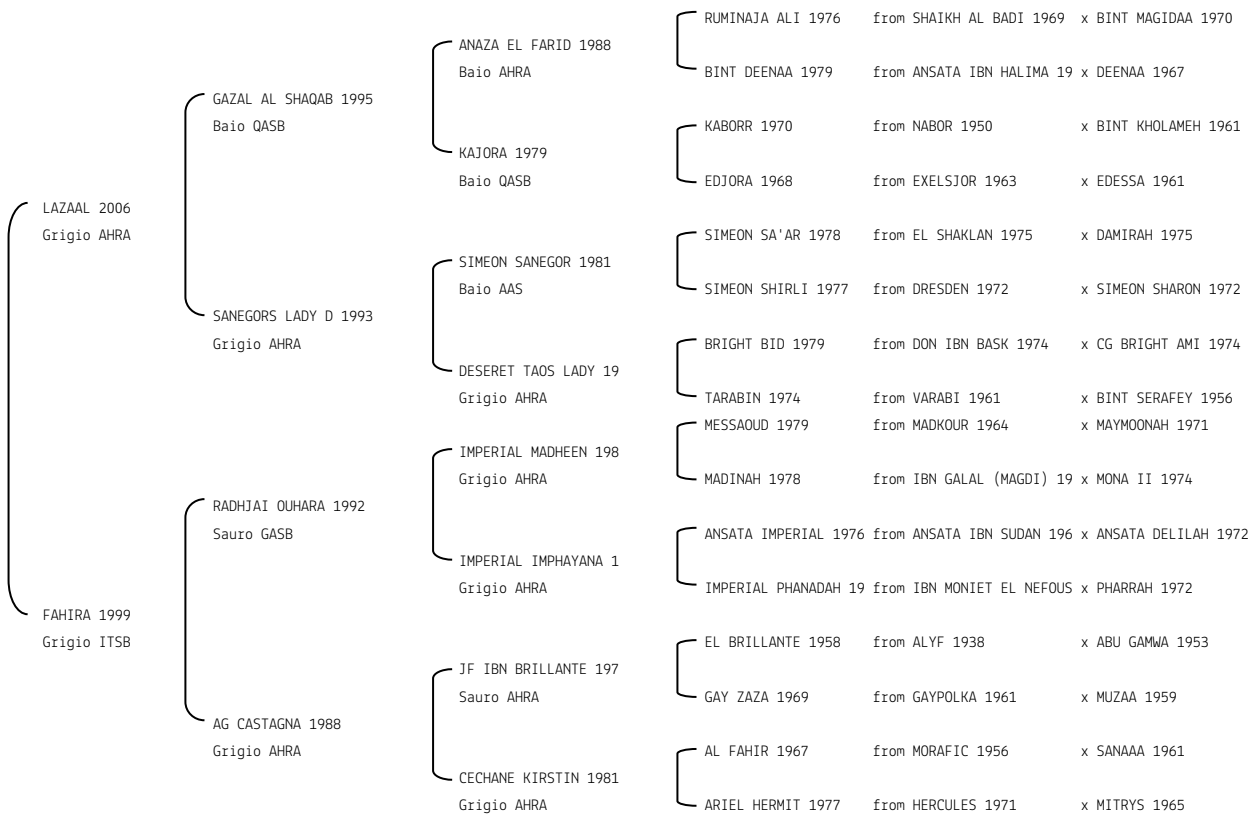 RUMINAJA ALI 1976 from SHAIKH AL BADI 1969 x BINT MAGIDAA 1970
ANAZA EL FARID 1988
Baio AHRA
BINT DEENAA 1979 from ANSATA IBN HALIMA 19 x DEENAA 1967
GAZAL AL SHAQAB 1995
Baio QASB
KABORR 1970 from NABOR 1950 x BINT KHOLAMEH 1961
KAJORA 1979
Baio QASB
EDJORA 1968 from EXELSJOR 1963 x EDESSA 1961
LAZAAL 2006
Grigio AHRA
SIMEON SA'AR 1978 from EL SHAKLAN 1975 x DAMIRAH 1975
SIMEON SANEGOR 1981
Baio AAS
SIMEON SHIRLI 1977 from DRESDEN 1972 x SIMEON SHARON 1972
SANEGORS LADY D 1993
Grigio AHRA
BRIGHT BID 1979 from DON IBN BASK 1974 x CG BRIGHT AMI 1974
DESERET TAOS LADY 19
Grigio AHRA
TARABIN 1974 from VARABI 1961 x BINT SERAFEY 1956
MESSAOUD 1979 from MADKOUR 1964 x MAYMOONAH 1971
IMPERIAL MADHEEN 198
Grigio AHRA
MADINAH 1978 from IBN GALAL (MAGDI) 19 x MONA II 1974
RADHJAI OUHARA 1992
Sauro GASB
ANSATA IMPERIAL 1976 from ANSATA IBN SUDAN 196 x ANSATA DELILAH 1972
IMPERIAL IMPHAYANA 1
Grigio AHRA
IMPERIAL PHANADAH 19 from IBN MONIET EL NEFOUS x PHARRAH 1972
FAHIRA 1999
Grigio ITSB
EL BRILLANTE 1958 from ALYF 1938 x ABU GAMWA 1953
JF IBN BRILLANTE 197
Sauro AHRA
GAY ZAZA 1969 from GAYPOLKA 1961 x MUZAA 1959
AG CASTAGNA 1988
Grigio AHRA
AL FAHIR 1967 from MORAFIC 1956 x SANAAA 1961
CECHANE KIRSTIN 1981
Grigio AHRA
ARIEL HERMIT 1977 from HERCULES 1971 x MITRYS 1965